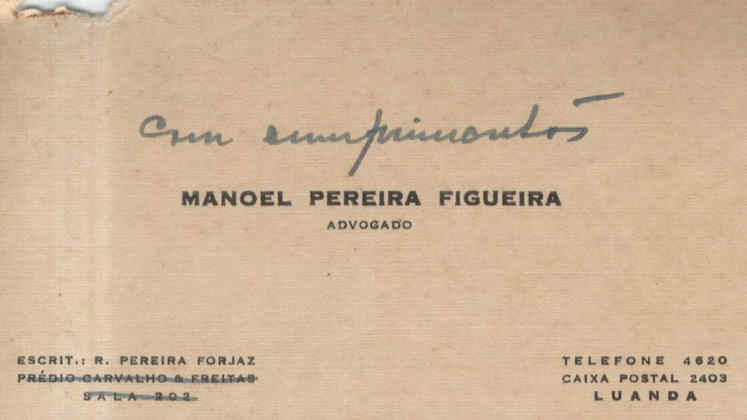 Com cumprimentos
MANOEL PEREIRA FIGUEIRA
ADVOGADO
ESCRIT.: R. PEREIRA FORJAZ
PRÉDIO CARVALHO & FREITAS
SALA 202
TELEFONE 4620
CAIXA POSTAL 2403
LUANDA